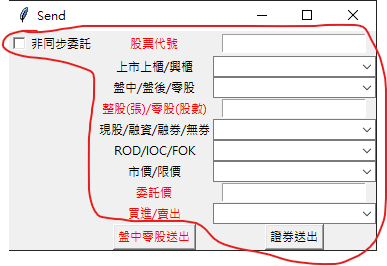 Send
非同步委託 股票代號
上市上櫃/興櫃
盤中/盤後/零股
整股(張)/零股(股數)
現股/融資/融券/無券
ROD/IOC/FOK
市價/限價
委託價
買進/賣出
盤中零股送出 證券送出